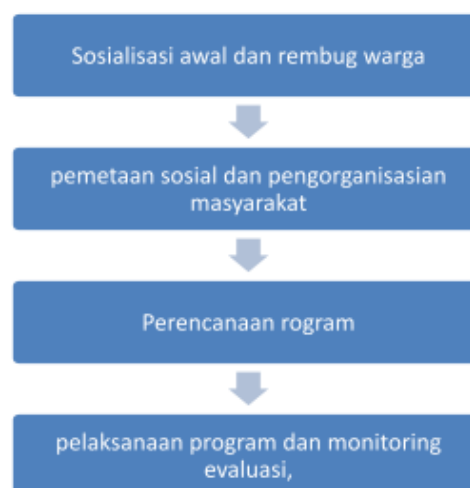 Sosialisasi awal dan rembug warga
pemetaan sosial dan pengorganisasian
masyarakat
Perencanaan rogram
pelaksanaan program dan monitoring
evaluasi,